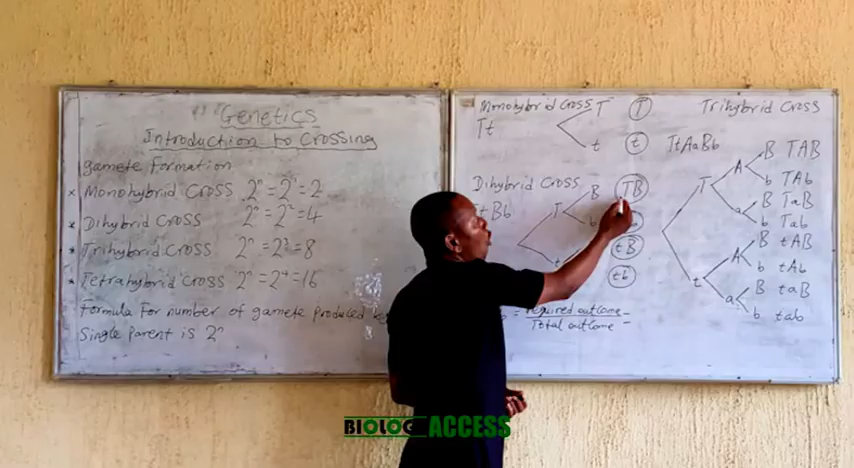 Genetics
Introduction to Crossing
gamete Formation
* Monohybrid Cross 2ⁿ = 2¹ = 2
* Dihybrid Cross 2ⁿ = 2² = 4
* Trihybrid Cross 2ⁿ = 2³ = 8
* Tetrahybrid Cross 2ⁿ = 2⁴ = 16
Formula For number of gamete produced by
Single Parent is 2ⁿ
Monohybrid Cross
Tt
T T
t t
Dihybrid Cross
tBb
T B TB
b
t tB
tb
= required outcome =
Total outcome
Trihybrid Cross
TtAaBb
T A B TAB
b TAb
a B TaB
b Tab
t A B tAB
b tAb
a B taB
b tab
BIOLOG ACCESS